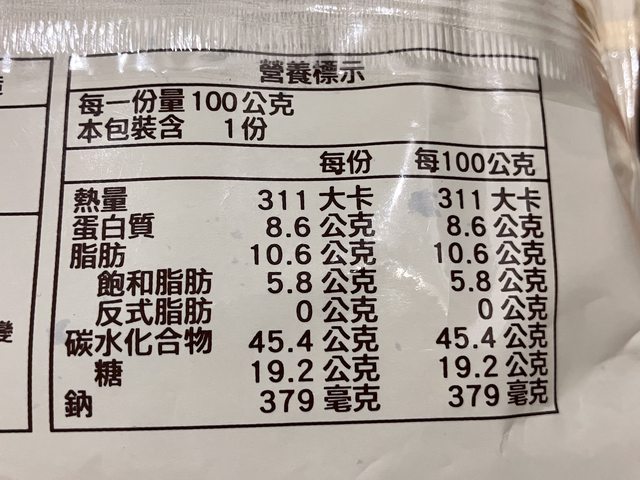 營養標示
每一份量 100公克
本包裝含 1份
每份 每100公克
熱量 311 大卡 311 大卡
蛋白質 8.6 公克 8.6 公克
脂肪 10.6 公克 10.6 公克
飽和脂肪 5.8 公克 5.8 公克
反式脂肪 0 公克 0 公克
碳水化合物 45.4 公克 45.4 公克
糖 19.2 公克 19.2 公克
鈉 379 毫克 379 毫克